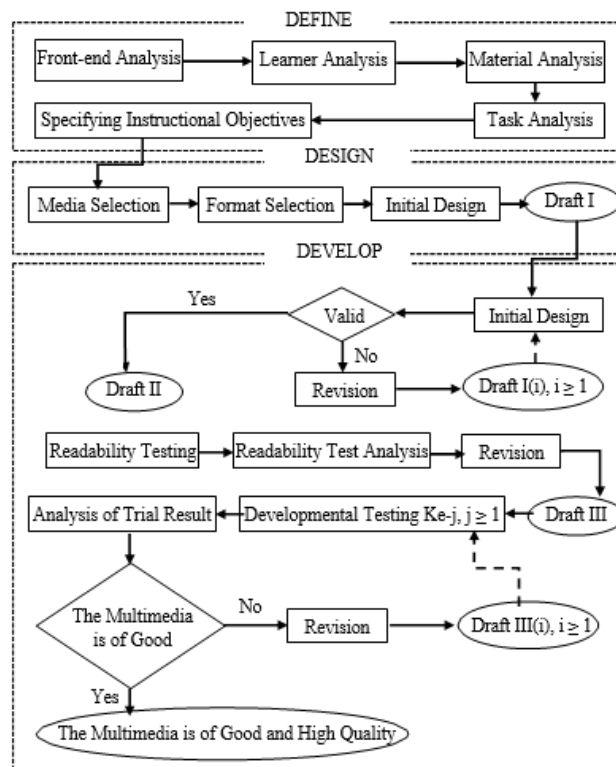 DEFINE
Front-end Analysis
Learner Analysis
Material Analysis
Specifying Instructional Objectives
Task Analysis
DESIGN
Media Selection
Format Selection
Initial Design
Draft I
DEVELOP
Yes
Valid
Initial Design
No
Draft II
Revision
Draft I(i), i ≥ 1
Readability Testing
Readability Test Analysis
Revision
Analysis of Trial Result
Developmental Testing Ke-j, j ≥ 1
Draft III
The Multimedia
is of Good
No
Revision
Draft III(i), i ≥ 1
Yes
The Multimedia is of Good and High Quality